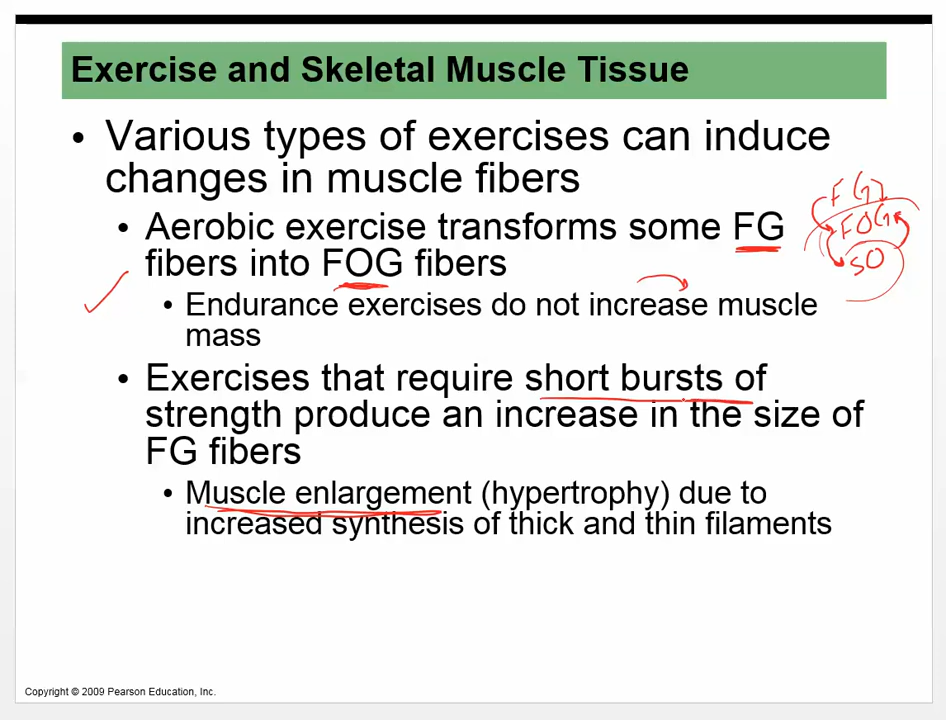 Exercise and Skeletal Muscle Tissue
• Various types of exercises can induce
changes in muscle fibers
• Aerobic exercise transforms some FG
fibers into FOG fibers
• Endurance exercises do not increase muscle
mass
• Exercises that require short bursts of
strength produce an increase in the size of
FG fibers
• Muscle enlargement (hypertrophy) due to
increased synthesis of thick and thin filaments
FG
FOG
SO
Copyright © 2009 Pearson Education, Inc.